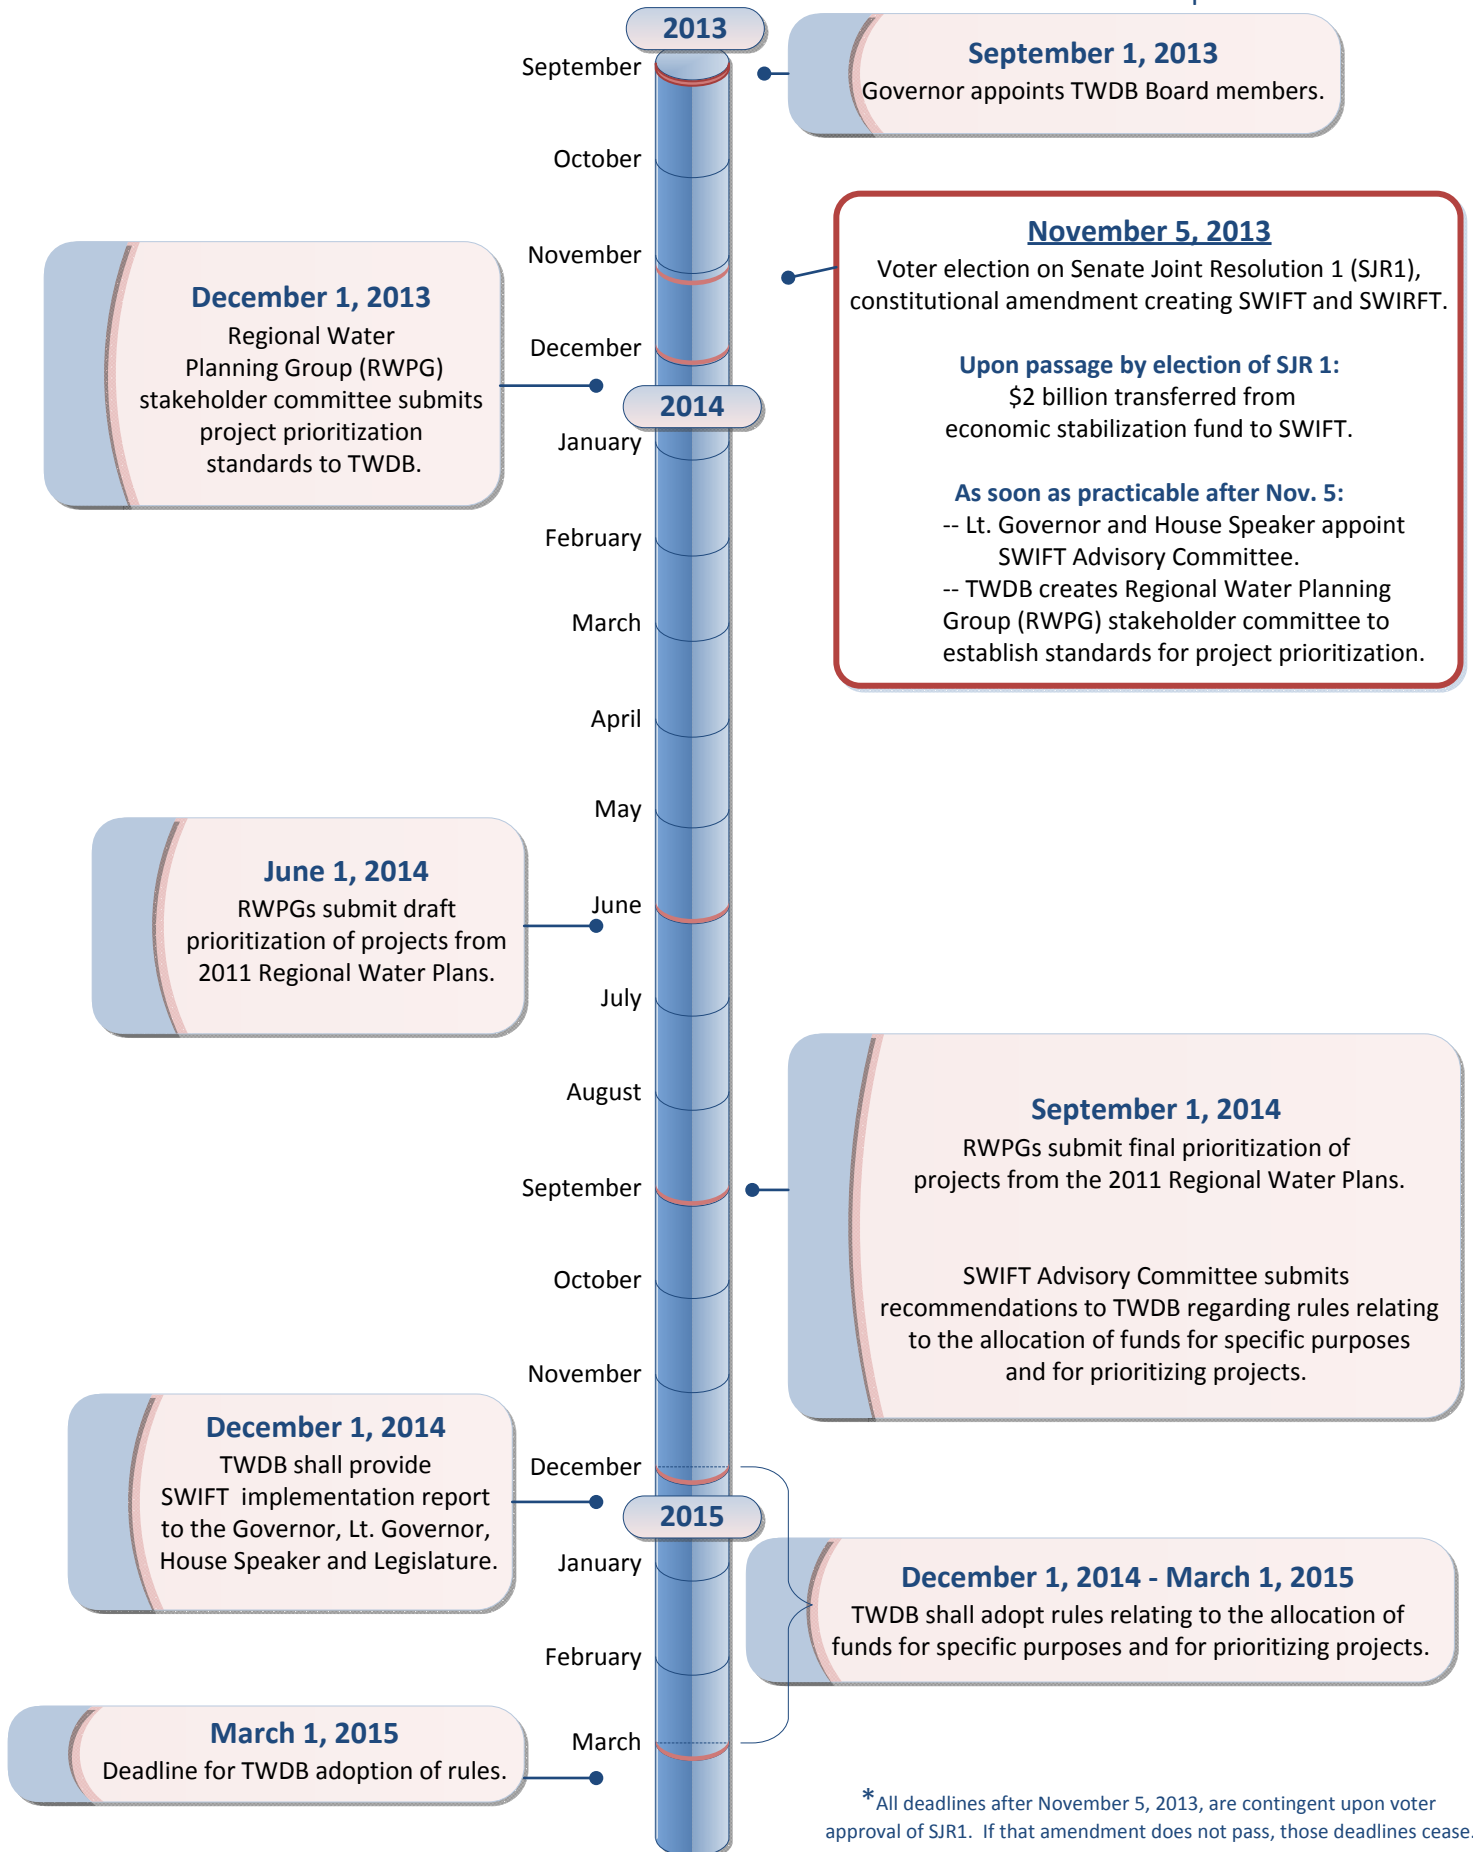 2013
September
September 1, 2013
Governor appoints TWDB Board members.
October
November
November 5, 2013
Voter election on Senate Joint Resolution 1 (SJR1),
constitutional amendment creating SWIFT and SWIRFT.
Upon passage by election of SJR 1:
$2 billion transferred from
economic stabilization fund to SWIFT.
As soon as practicable after Nov. 5:
-- Lt. Governor and House Speaker appoint
SWIFT Advisory Committee.
-- TWDB creates Regional Water Planning
Group (RWPG) stakeholder committee to
establish standards for project prioritization.
December 1, 2013
Regional Water
Planning Group (RWPG)
stakeholder committee submits
project prioritization
standards to TWDB.
December
2014
January
February
March
April
May
June 1, 2014
RWPGs submit draft
prioritization of projects from
2011 Regional Water Plans.
June
July
August
September
September 1, 2014
RWPGs submit final prioritization of
projects from the 2011 Regional Water Plans.
SWIFT Advisory Committee submits
recommendations to TWDB regarding rules relating
to the allocation of funds for specific purposes
and for prioritizing projects.
October
November
December 1, 2014
TWDB shall provide
SWIFT implementation report
to the Governor, Lt. Governor,
House Speaker and Legislature.
December
2015
January
December 1, 2014 - March 1, 2015
TWDB shall adopt rules relating to the allocation of
funds for specific purposes and for prioritizing projects.
February
March 1, 2015
Deadline for TWDB adoption of rules.
March
*All deadlines after November 5, 2013, are contingent upon voter
approval of SJR1. If that amendment does not pass, those deadlines cease.